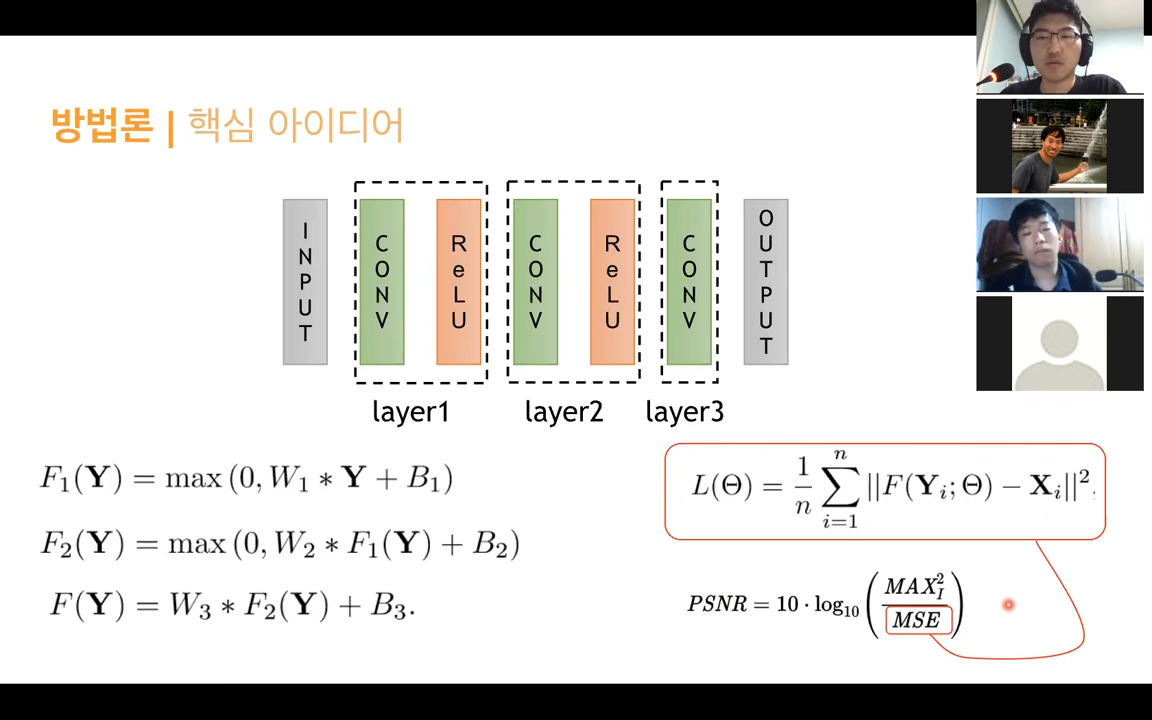 방법론 | 핵심 아이디어
INPUT
CONV
ReLU
CONV
ReLU
CONV
OUTPUT
layer1
layer2
layer3
F₁(Y) = max (0, W₁ ∗ Y + B₁)
F₂(Y) = max (0, W₂ ∗ F₁(Y) + B₂)
F(Y) = W₃ ∗ F₂(Y) + B₃.
L(Θ) = 1/n ∑ᵢ₌₁ⁿ ||F(Yᵢ; Θ) − Xᵢ||².
PSNR = 10 · log₁₀ (MAX_I² / MSE)